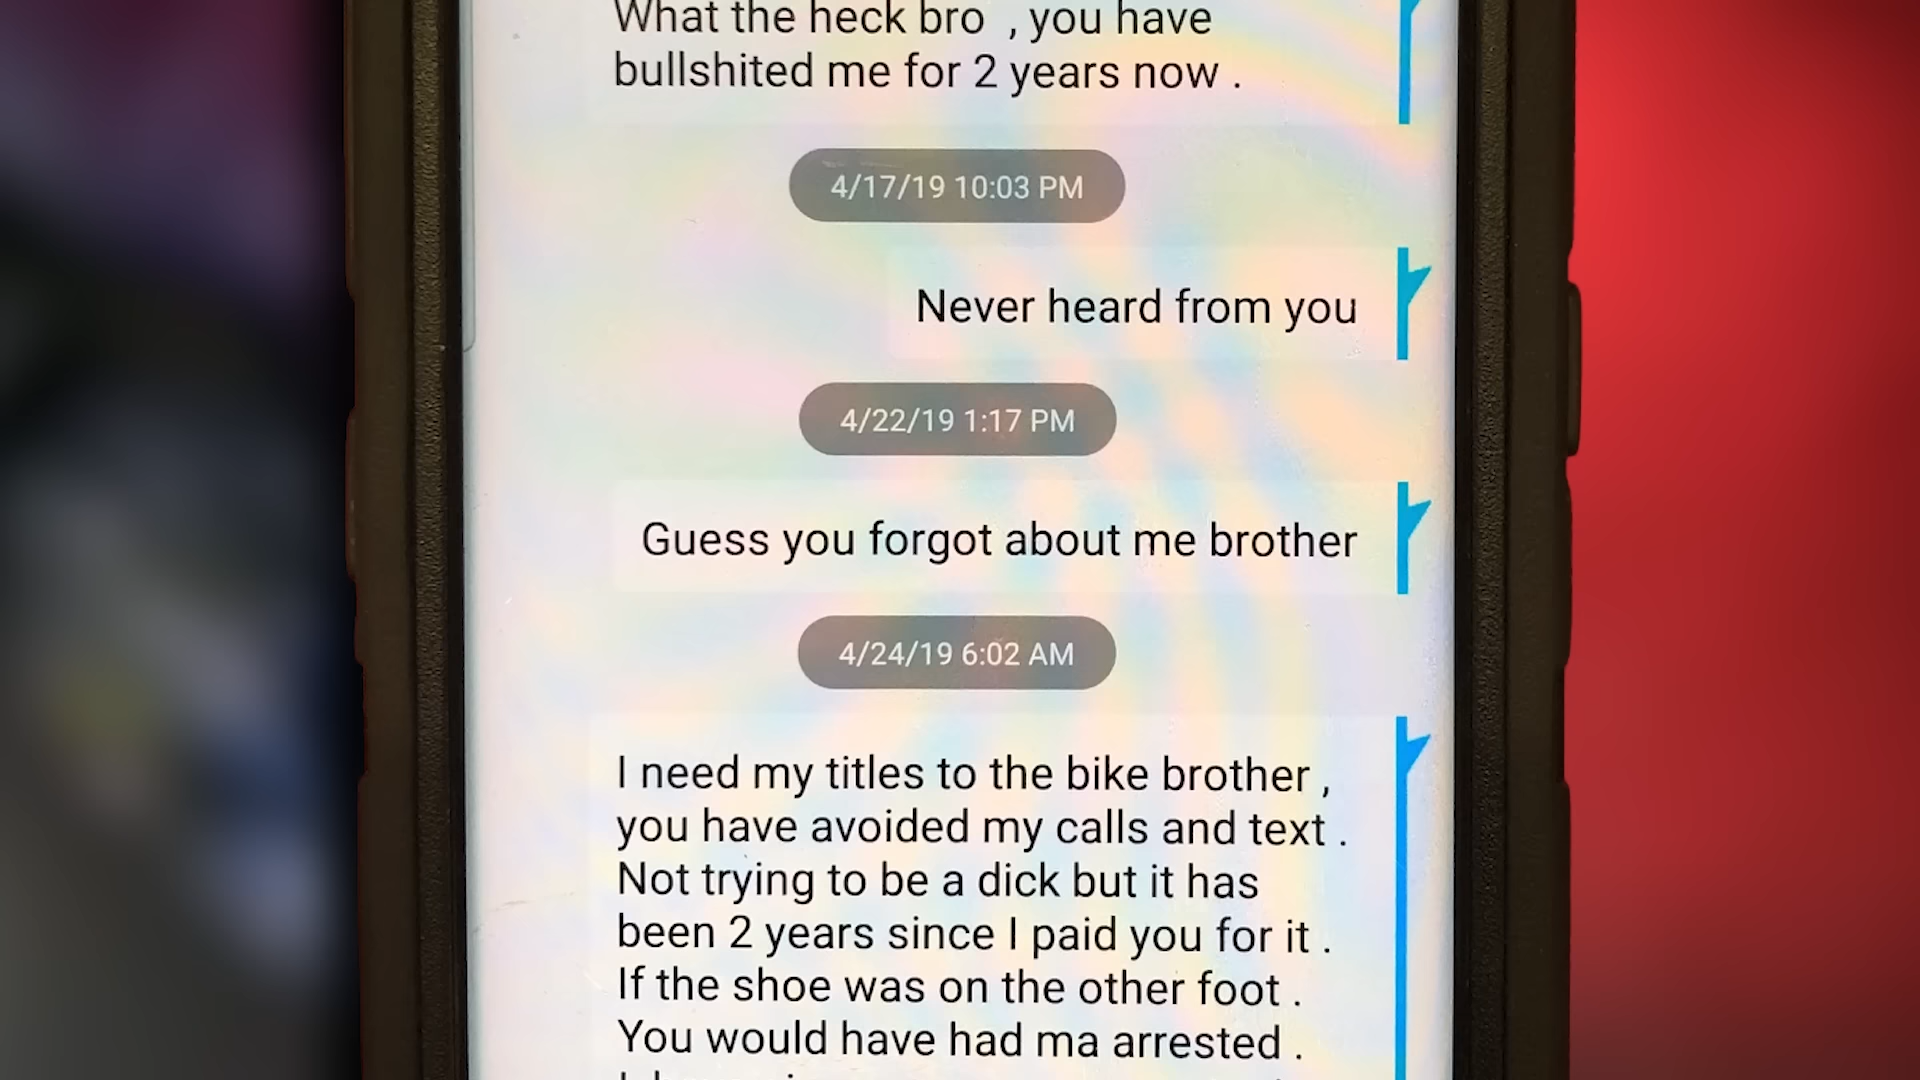 What the heck bro , you have
bullshited me for 2 years now .
4/17/19 10:03 PM
Never heard from you
4/22/19 1:17 PM
Guess you forgot about me brother
4/24/19 6:02 AM
I need my titles to the bike brother ,
you have avoided my calls and text .
Not trying to be a dick but it has
been 2 years since I paid you for it .
If the shoe was on the other foot .
You would have had ma arrested .